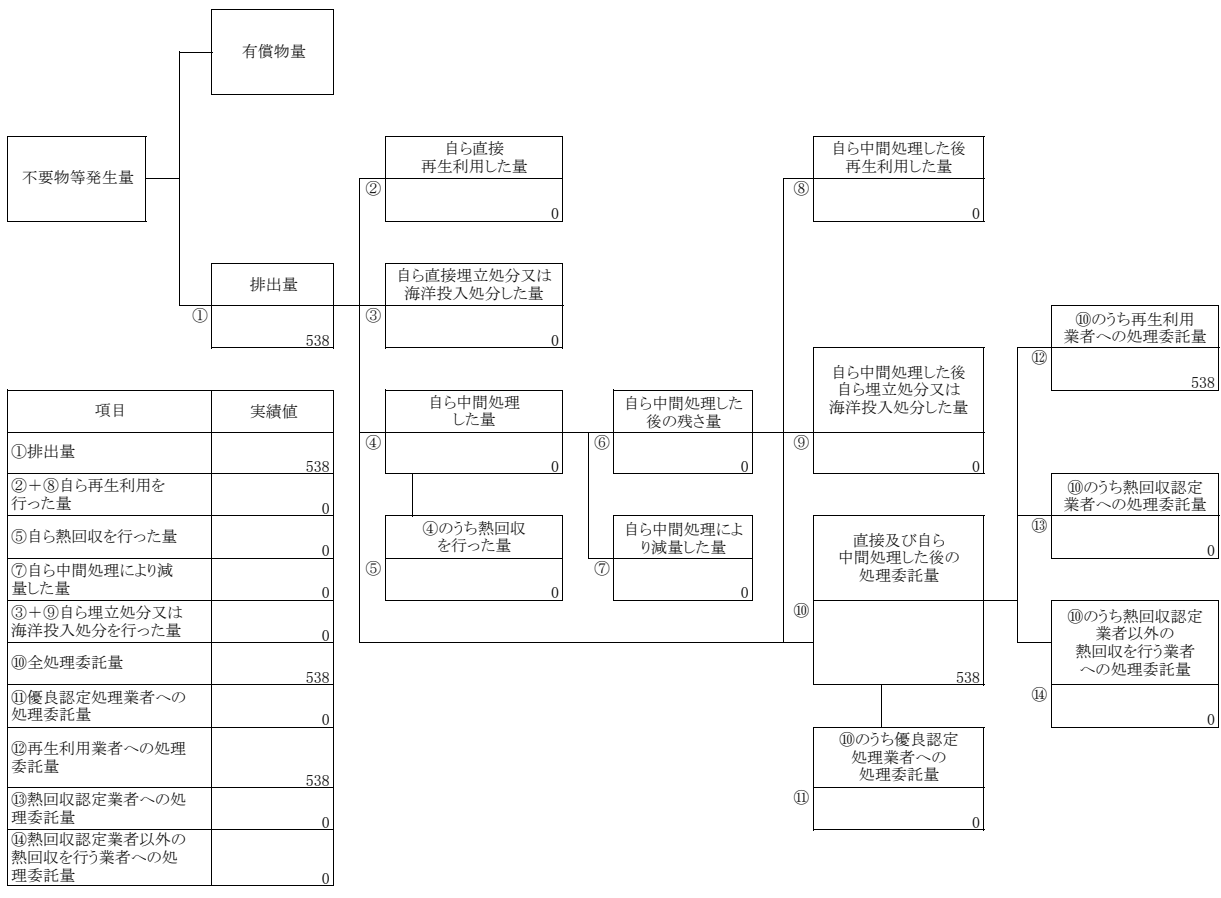 有償物量
不要物等発生量
自ら直接
再生利用した量
②
0
自ら中間処理した後
再生利用した量
⑧
0
排出量
①
538
自ら直接埋立処分又は
海洋投入処分した量
③
0
⑩のうち再生利用
業者への処理委託量
⑫
538
自ら中間処理
した量
④
0
自ら中間処理した
後の残さ量
⑥
0
自ら中間処理した後
自ら埋立処分又は
海洋投入処分した量
⑨
0
⑩のうち熱回収認定
業者への処理委託量
⑬
0
④のうち熱回収
を行った量
⑤
0
自ら中間処理によ
り減量した量
⑦
0
直接及び自ら
中間処理した後の
処理委託量
⑩
538
⑩のうち熱回収認定
業者以外の
熱回収を行う業者
への処理委託量
⑭
0
⑩のうち優良認定
処理業者への
処理委託量
⑪
0
項目 実績値
①排出量
538
②＋⑧自ら再生利用を
行った量
0
⑤自ら熱回収を行った量
0
⑦自ら中間処理により減
量した量
0
③＋⑨自ら埋立処分又は
海洋投入処分を行った量
0
⑩全処理委託量
538
⑪優良認定処理業者への
処理委託量
0
⑫再生利用業者への処理
委託量
538
⑬熱回収認定業者への処
理委託量
0
⑭熱回収認定業者以外の
熱回収を行う業者への処
理委託量
0